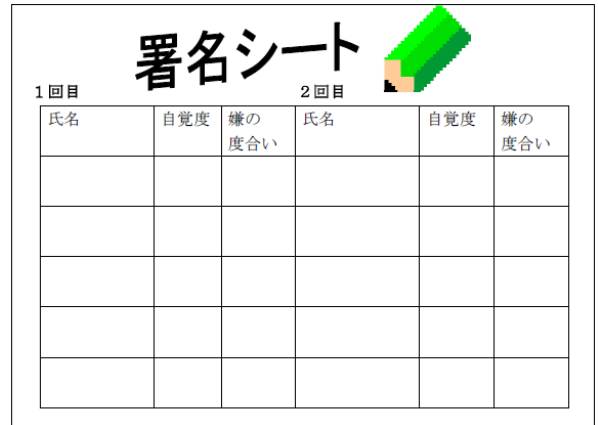 署名シート
1回目 2回目
氏名 自覚度 嫌の度合い 氏名 自覚度 嫌の度合い